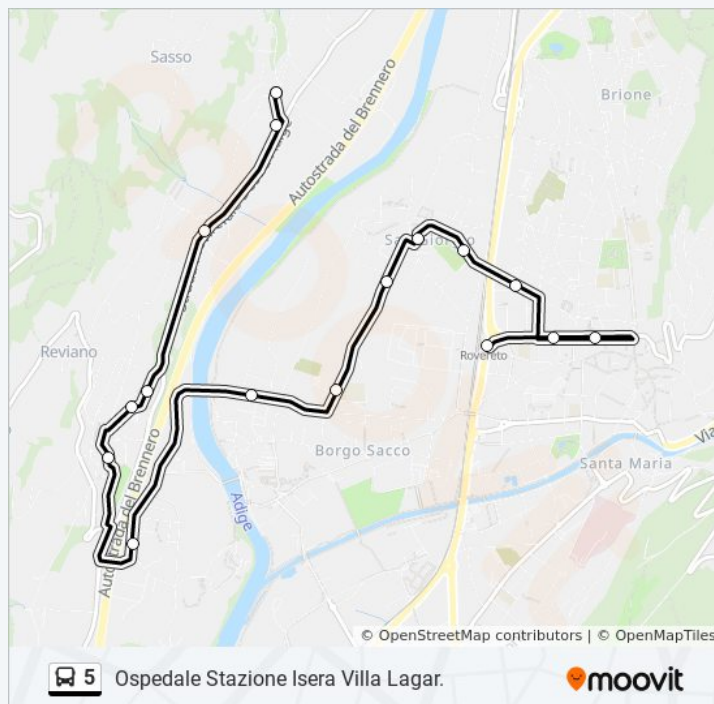 Sasso
Brione
Autostrada del Brennero
Reviano
Rovereto
Borgo Sacco
Via
Santa Maria
Adige
Autostrada del Brennero
© OpenStreetMap contributors | © OpenMapTiles
5 Ospedale Stazione Isera Villa Lagar.
moovit